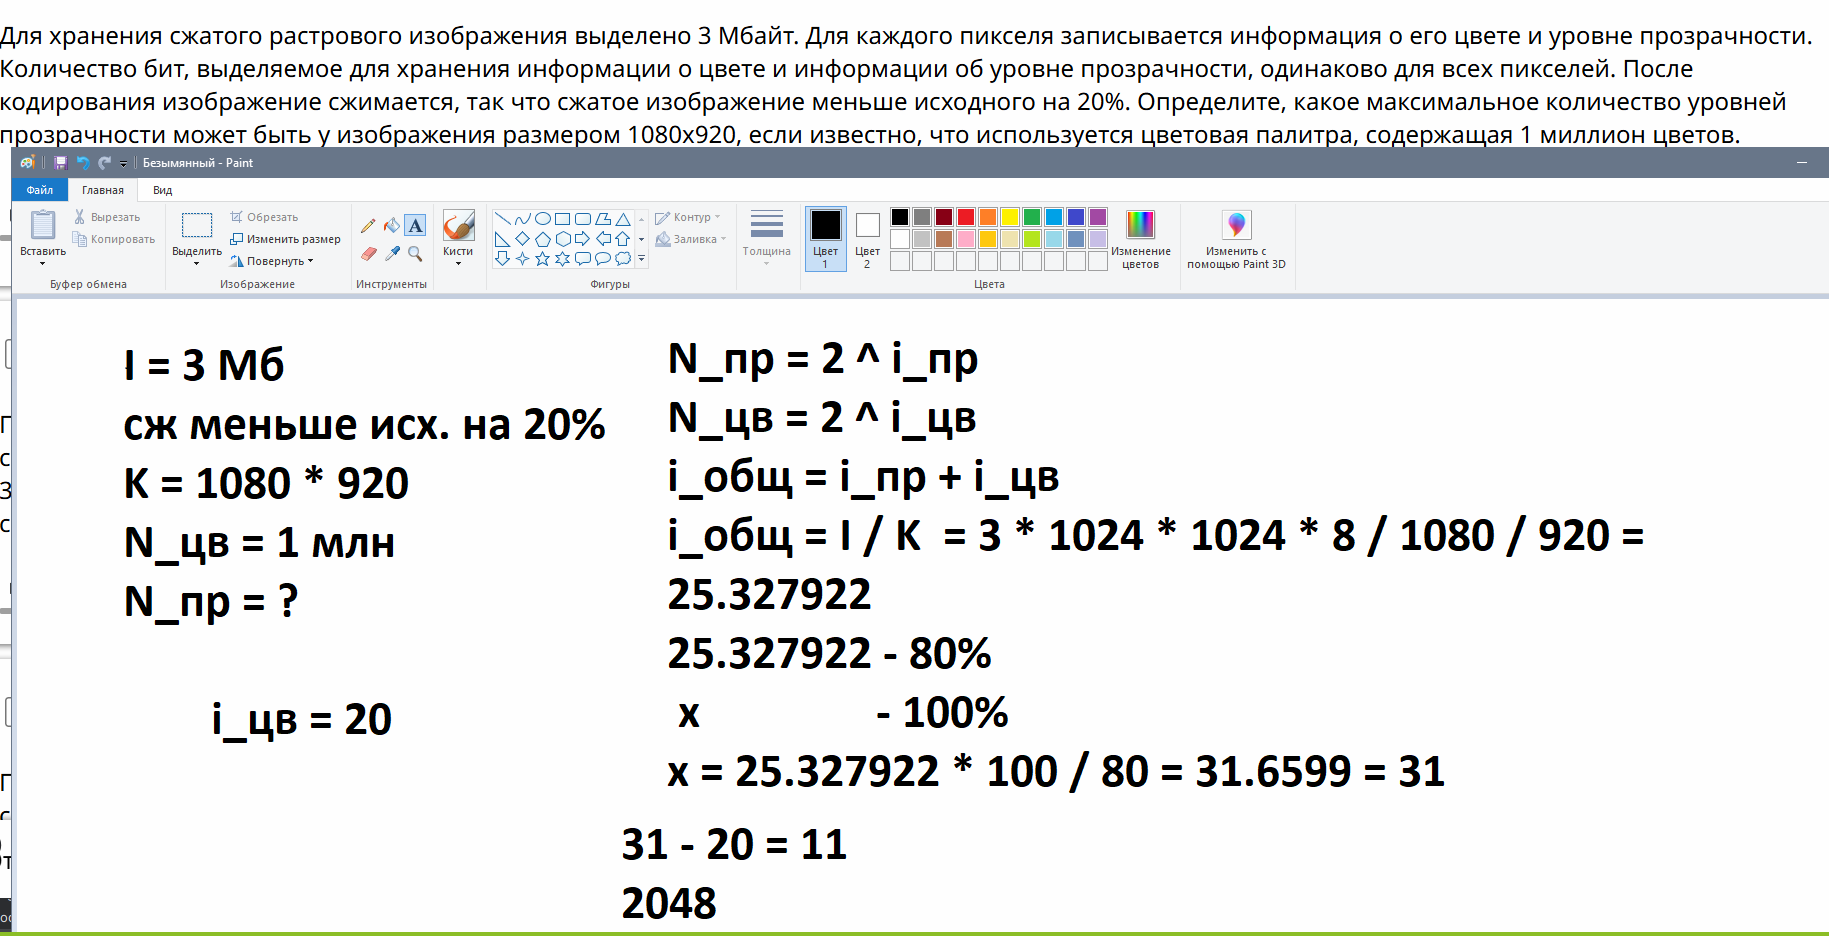 Для хранения сжатого растрового изображения выделено 3 Мбайт. Для каждого пикселя записывается информация о его цвете и уровне прозрачности.
Количество бит, выделяемое для хранения информации о цвете и информации об уровне прозрачности, одинаково для всех пикселей. После
кодирования изображение сжимается, так что сжатое изображение меньше исходного на 20%. Определите, какое максимальное количество уровней
прозрачности может быть у изображения размером 1080x920, если известно, что используется цветовая палитра, содержащая 1 миллион цветов.
Безымянный - Paint
Файл Главная Вид
Вставить
Вырезать
Копировать
Буфер обмена
Выделить
Обрезать
Изменить размер
Повернуть
Изображение
A
Инструменты
Кисти
Контур
Заливка
Фигуры
Толщина
Цвет
1
Цвет
2
Изменение
цветов
Цвета
Изменить с
помощью Paint 3D
I = 3 Мб
сж меньше исх. на 20%
K = 1080 * 920
N_цв = 1 млн
N_пр = ?
i_цв = 20
N_пр = 2 ^ i_пр
N_цв = 2 ^ i_цв
i_общ = i_пр + i_цв
i_общ = I / K = 3 * 1024 * 1024 * 8 / 1080 / 920 =
25.327922
25.327922 - 80%
x - 100%
x = 25.327922 * 100 / 80 = 31.6599 = 31
31 - 20 = 11
2048